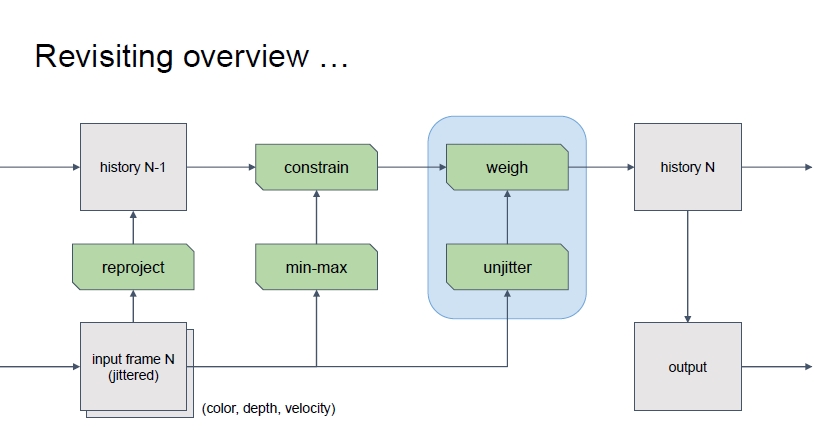 Revisiting overview …
history N-1
constrain
weigh
history N
reproject
min-max
unjitter
input frame N
(jittered)
output
(color, depth, velocity)